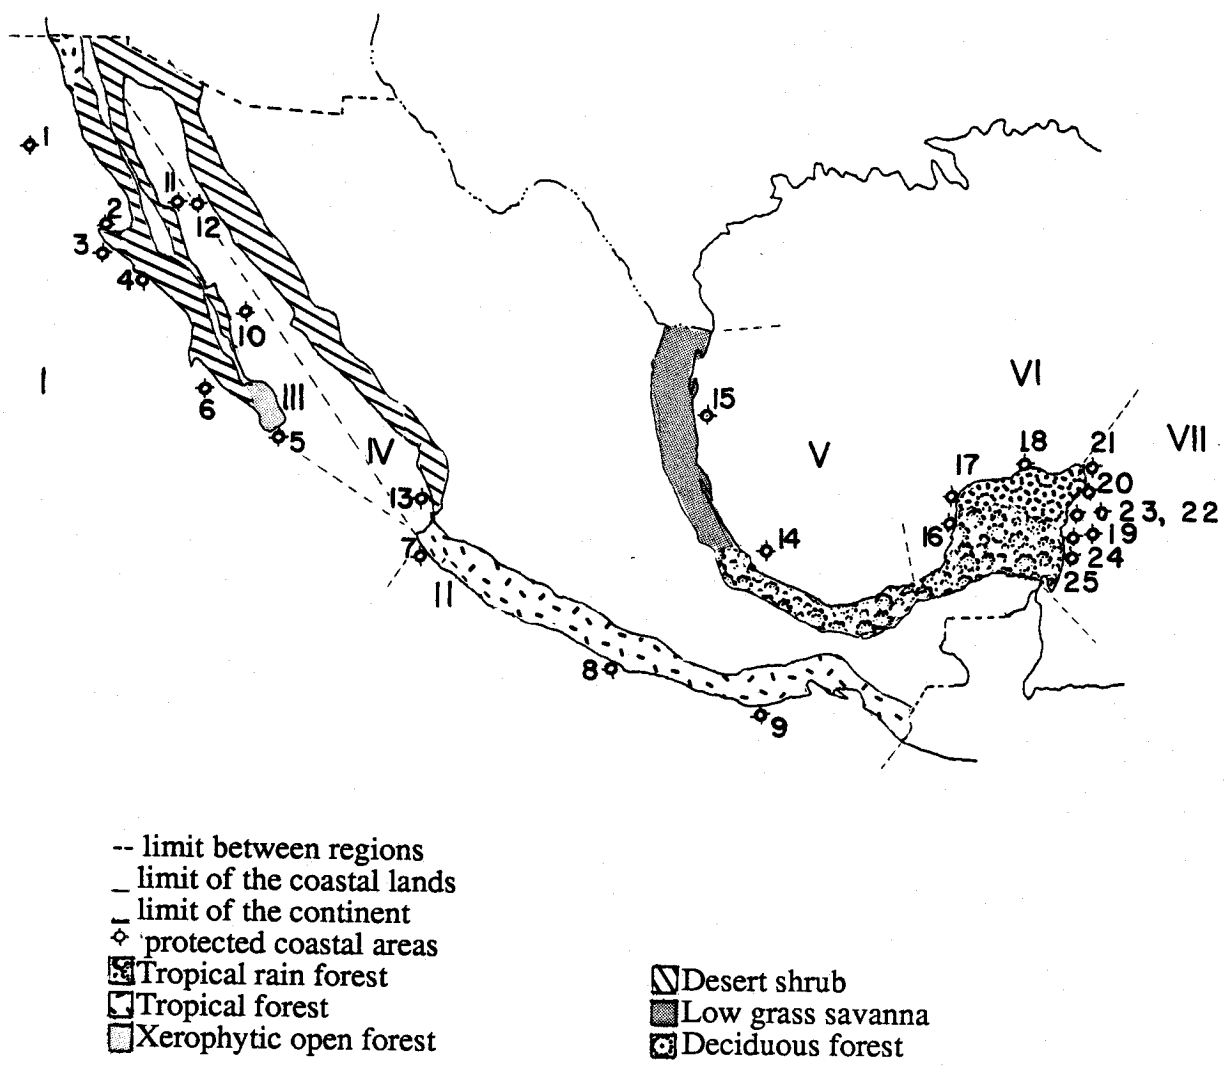 1
2
3
4
11
12
10
I
6
III
5
IV
13
7
II
8
9
15
V
VI
VII
14
17
18
21
20
16
23, 22
19
24
25
-- limit between regions
_ limit of the coastal lands
_ limit of the continent
protected coastal areas
Tropical rain forest
Tropical forest
Xerophytic open forest
Desert shrub
Low grass savanna
Deciduous forest